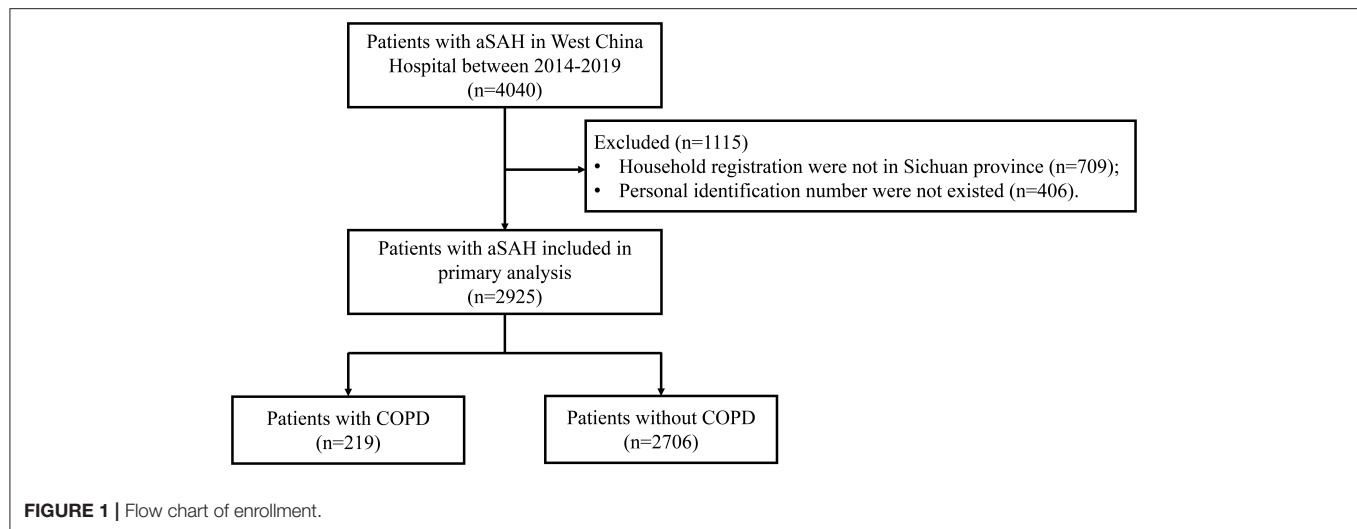 Patients with aSAH in West China
Hospital between 2014-2019
(n=4040)
Excluded (n=1115)
• Household registration were not in Sichuan province (n=709);
• Personal identification number were not existed (n=406).
Patients with aSAH included in
primary analysis
(n=2925)
Patients with COPD
(n=219)
Patients without COPD
(n=2706)
FIGURE 1 | Flow chart of enrollment.